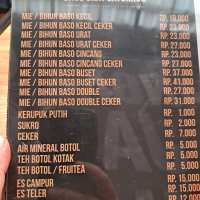 MIE / BIHUN BASO KECIL RP. 19.000
MIE / BIHUN BASO KECIL CEKER RP. 23.000
MIE / BIHUN BASO URAT RP. 23.000
MIE / BIHUN BASO URAT CEKER RP. 27.000
MIE / BIHUN BASO CINCANG RP. 23.000
MIE / BIHUN BASO CINCANG CETER RP. 27.000
MIE / BIHUN BASO BUSET RP. 37.000
MIE / BIHUN BASO BUSET CEKER RP. 41.000
MIE / BIHUN BASO DOUBLE RP. 27.000
MIE / BIHUN BASO DOUBLE CEKER RP. 31.000
KERUPUK PUTIH RP. 1.000
SUKRO RP. 2.000
CEKER RP. 7.000
AIR MINERAL BOTOL RP. 5.000
TEH BOTOL KOTAK RP. 5.000
TEH BOTOL / FRUITEA RP.
ES CAMPUR RP. 15.000
ES TELER RP. 15.000
RP. 12.000